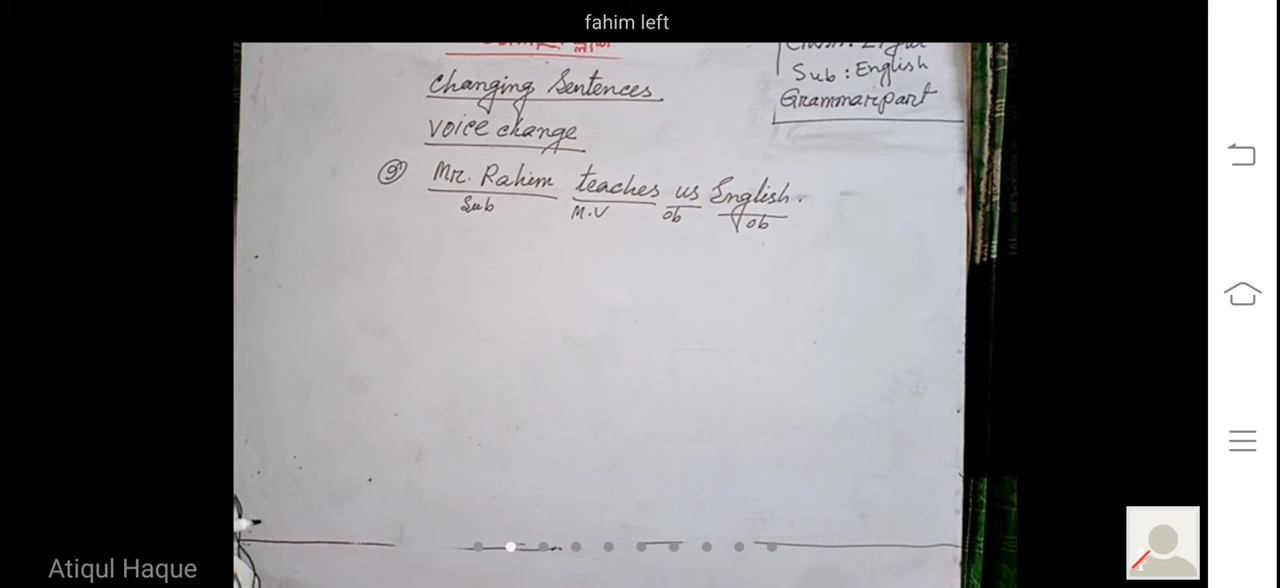 fahim left
Sub : English
Grammar part
Changing Sentences
Voice change
Mr. Rahim teaches us English.
Sub M.V ob ob
Atiqul Haque